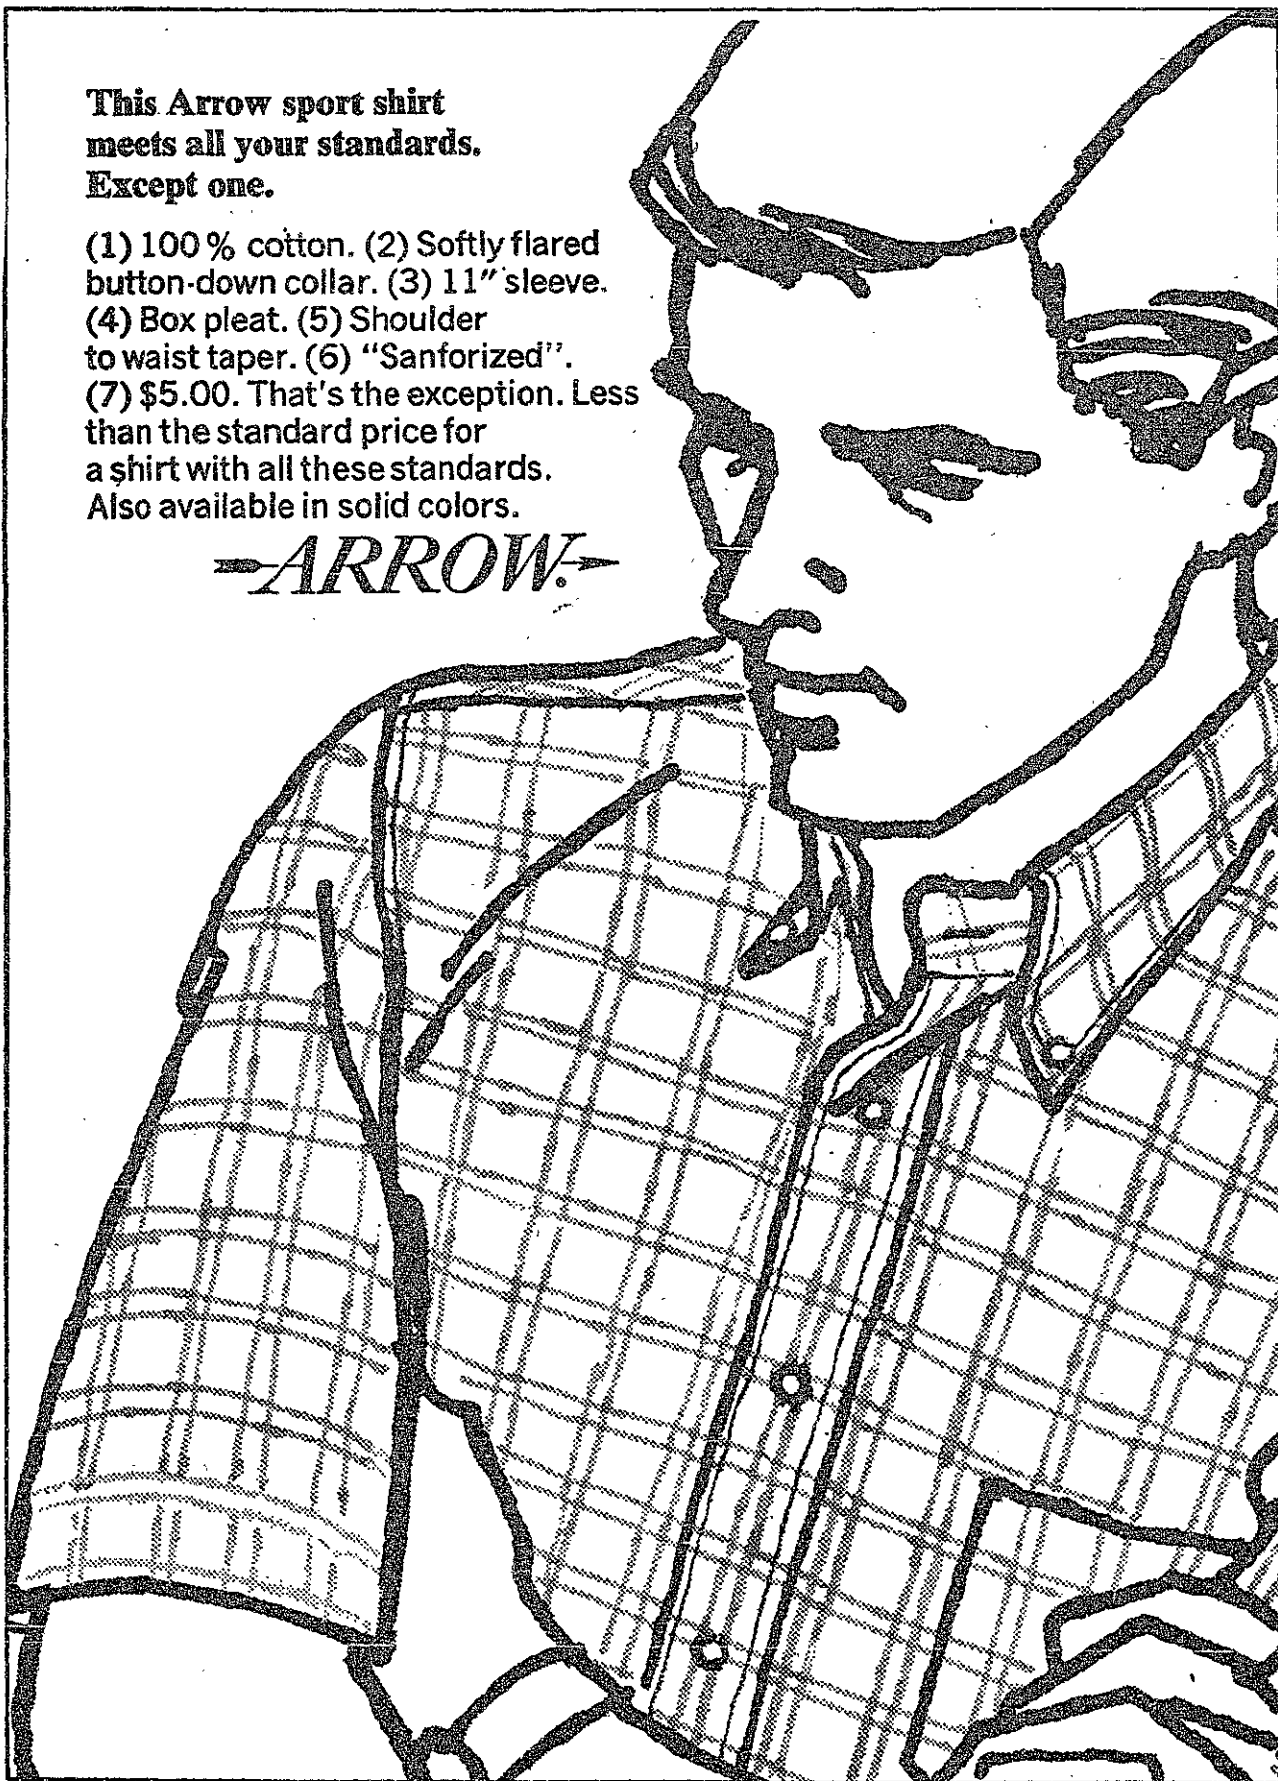 This Arrow sport shirt
meets all your standards.
Except one.
(1) 100% cotton. (2) Softly flared
button-down collar. (3) 11" sleeve.
(4) Box pleat. (5) Shoulder
to waist taper. (6) "Sanforized".
(7) $5.00. That's the exception. Less
than the standard price for
a shirt with all these standards.
Also available in solid colors.
ARROW.